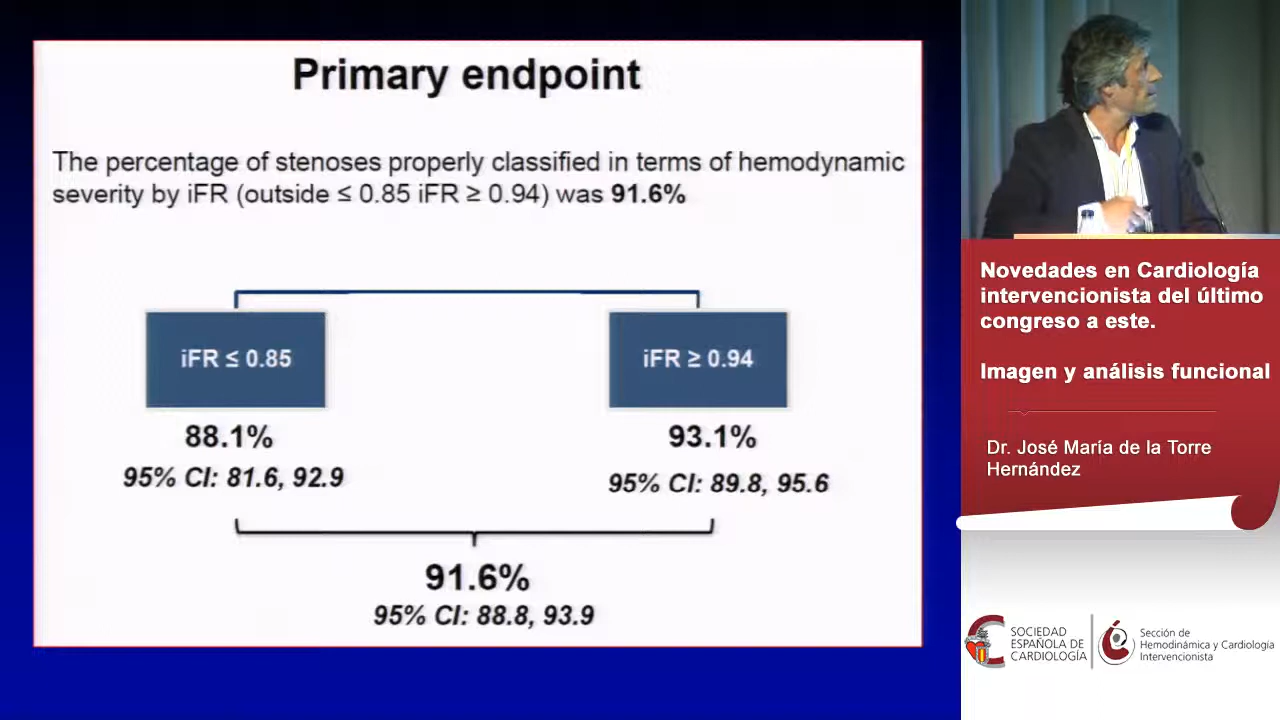 Primary endpoint
The percentage of stenoses properly classified in terms of hemodynamic
severity by iFR (outside ≤ 0.85 iFR ≥ 0.94) was 91.6%
iFR ≤ 0.85
iFR ≥ 0.94
88.1%
93.1%
95% CI: 81.6, 92.9
95% CI: 89.8, 95.6
91.6%
95% CI: 88.8, 93.9
Novedades en Cardiología
intervencionista del último
congreso a este.
Imagen y análisis funcional
Dr. José María de la Torre
Hernández
SOCIEDAD
ESPAÑOLA DE
CARDIOLOGÍA
Sección de
Hemodinámica y Cardiología
Intervencionista